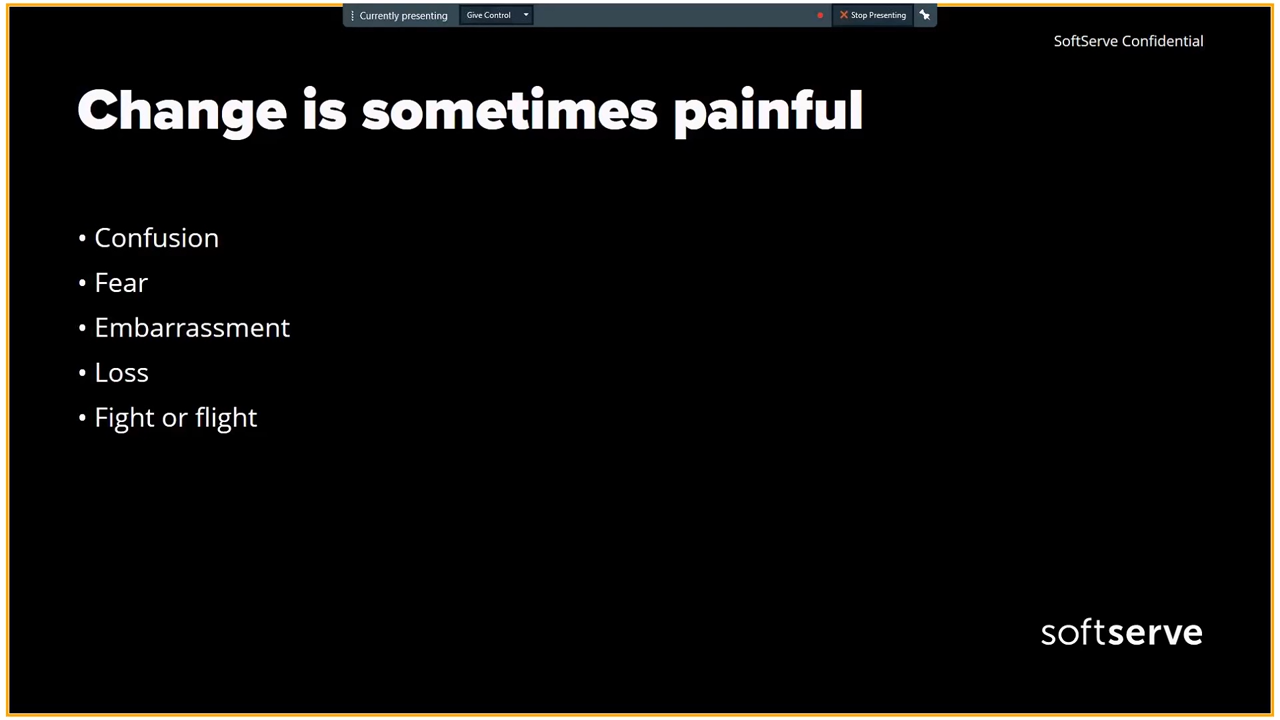 Currently presenting Give Control Stop Presenting
SoftServe Confidential
Change is sometimes painful
• Confusion
• Fear
• Embarrassment
• Loss
• Fight or flight
softserve